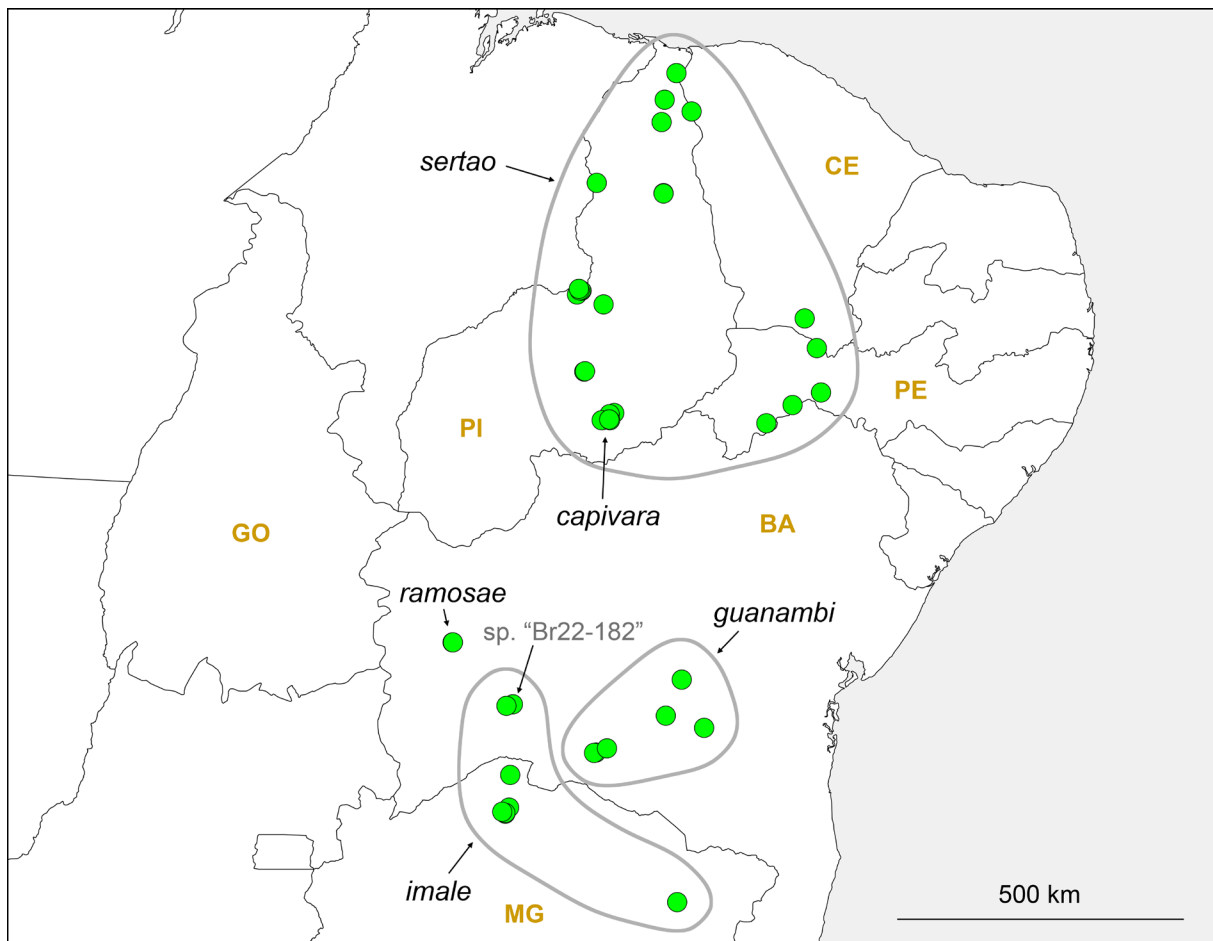 sertao
CE
PE
PI
capivara
GO
BA
ramosae
guanambi
sp. “Br22-182”
imale
MG
500 km